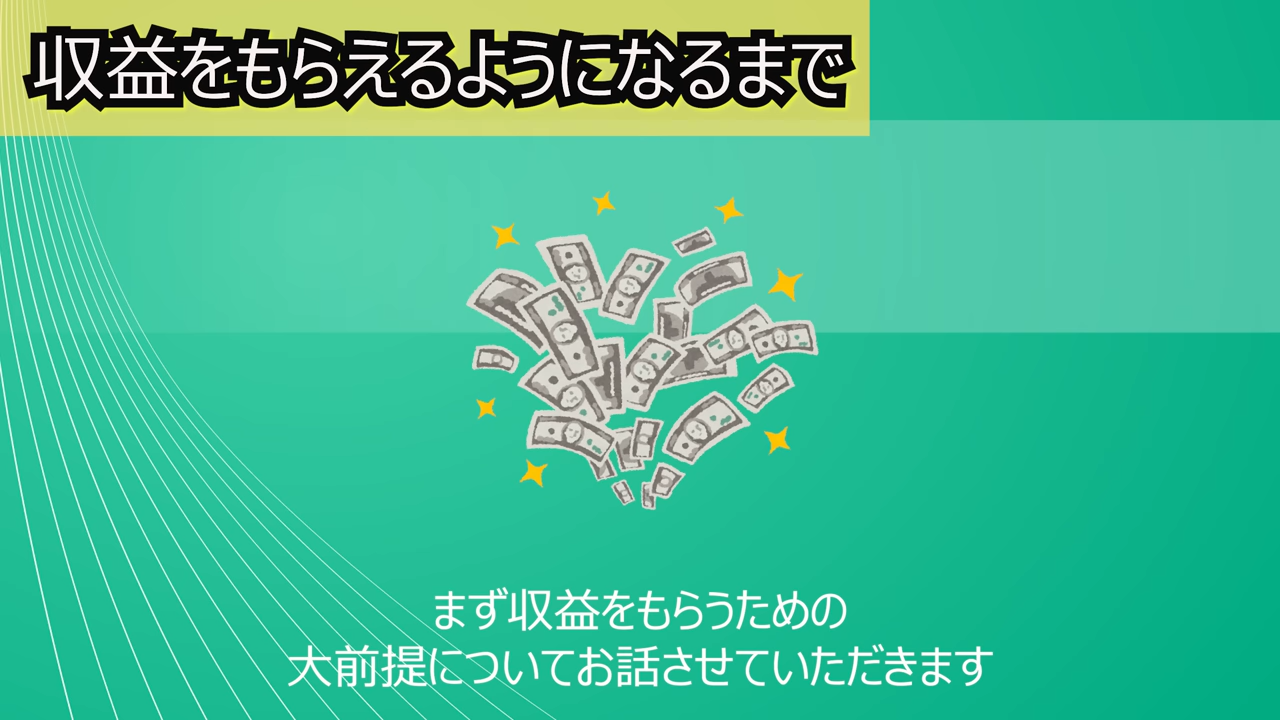 収益をもらえるようになるまで
まず収益をもらうための
大前提についてお話させていただきます